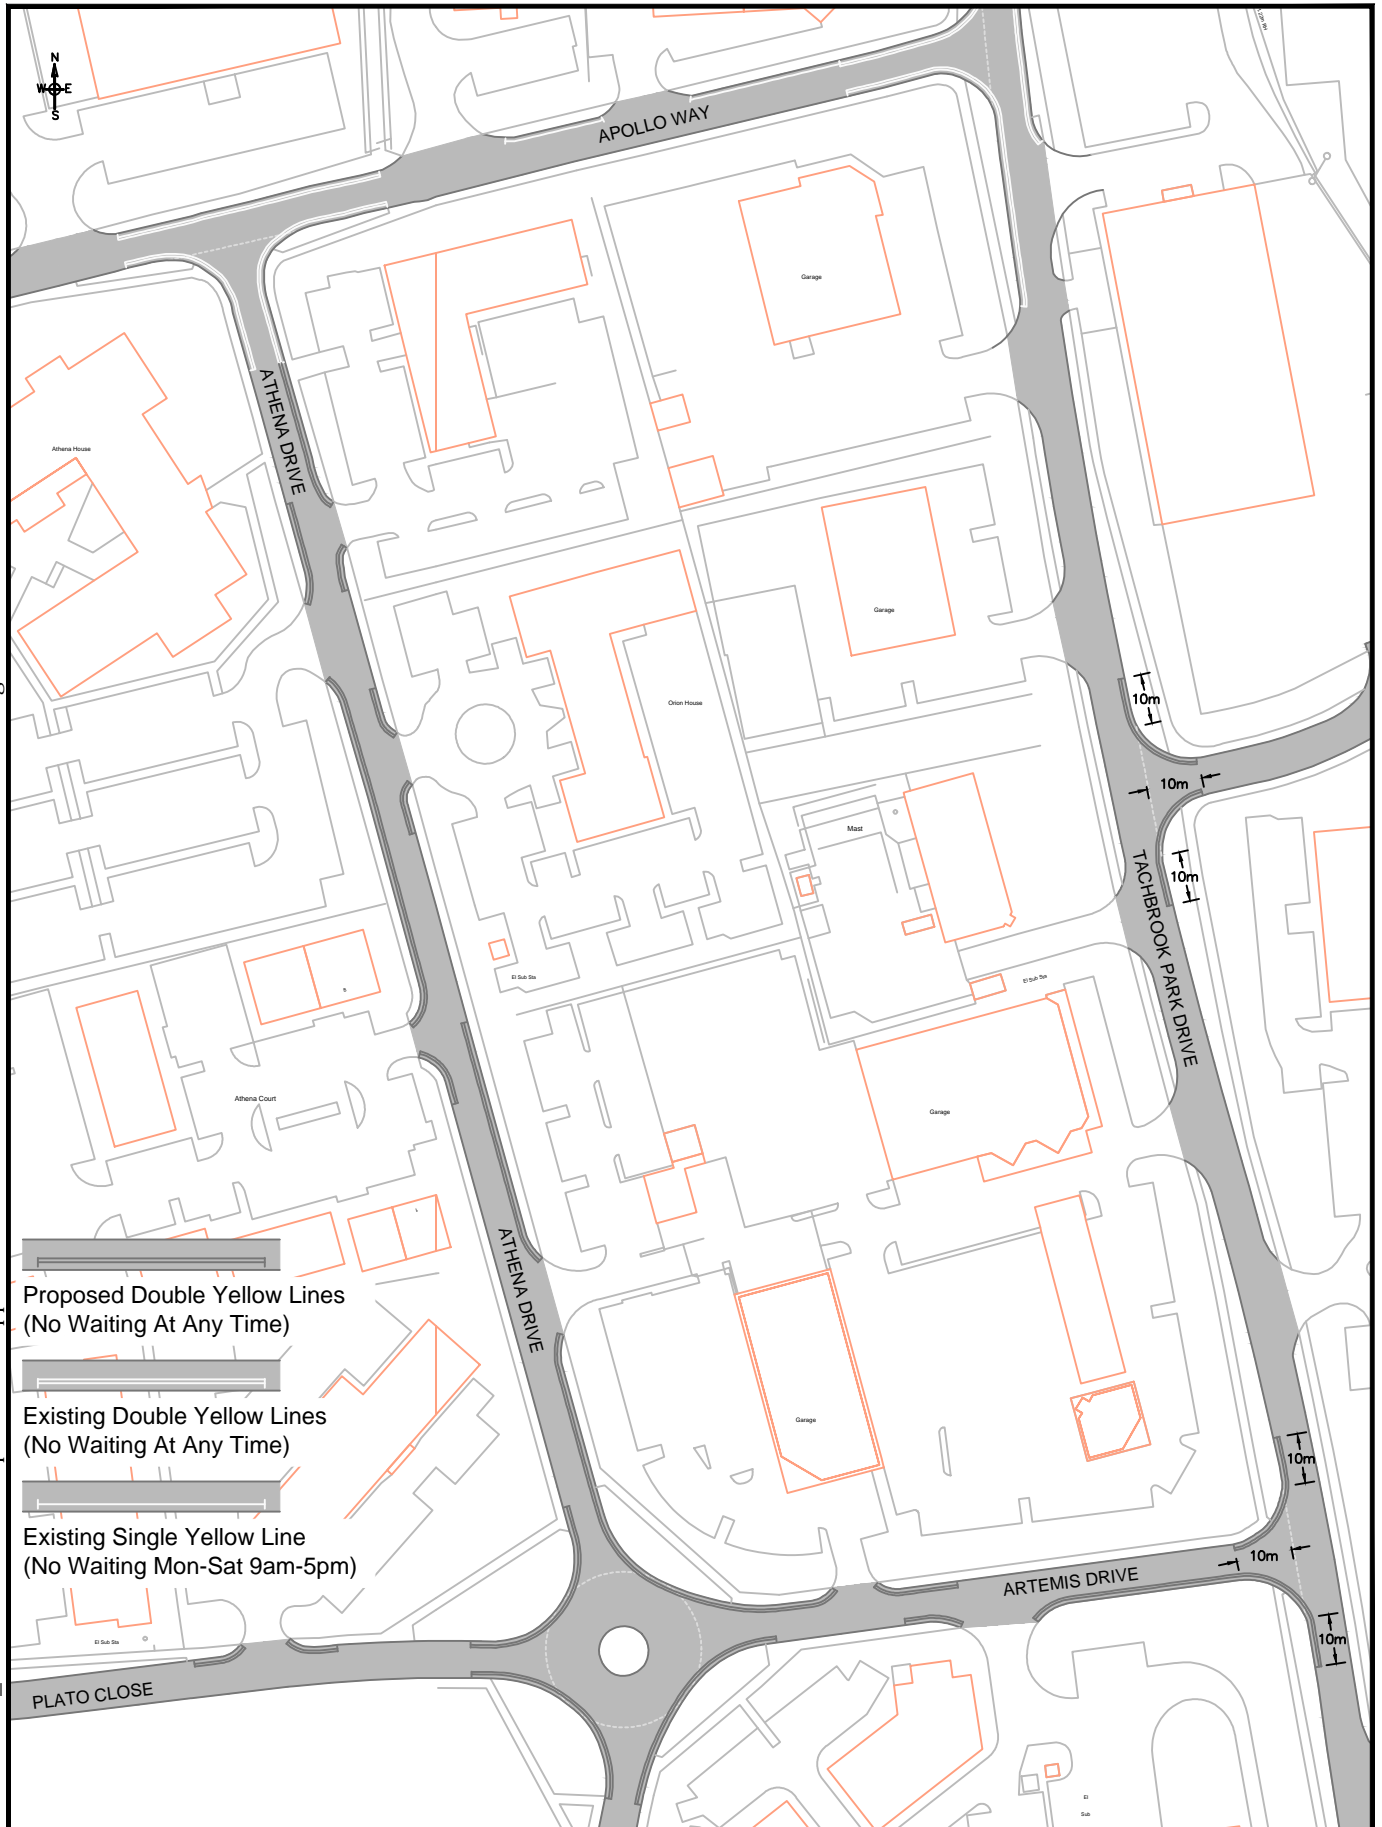 N
W E
S
APOLLO WAY
Garage
ATHENA DRIVE
Athena House
Garage
Orion House
10m
10m
Mast
10m
TACHBROOK PARK DRIVE
El Sub Sta
El Sub Sta
Athena Court
Garage
ATHENA DRIVE
Proposed Double Yellow Lines
(No Waiting At Any Time)
Existing Double Yellow Lines
(No Waiting At Any Time)
Garage
10m
Existing Single Yellow Line
(No Waiting Mon-Sat 9am-5pm)
10m
ARTEMIS DRIVE
10m
El Sub Sta
PLATO CLOSE
El
Sub